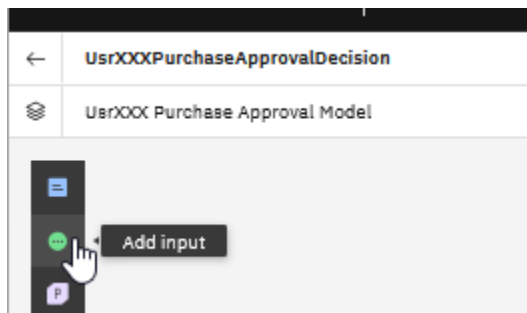 UsrXXXPurchaseApprovalDecision
UsrXXX Purchase Approval Model
Add input
P